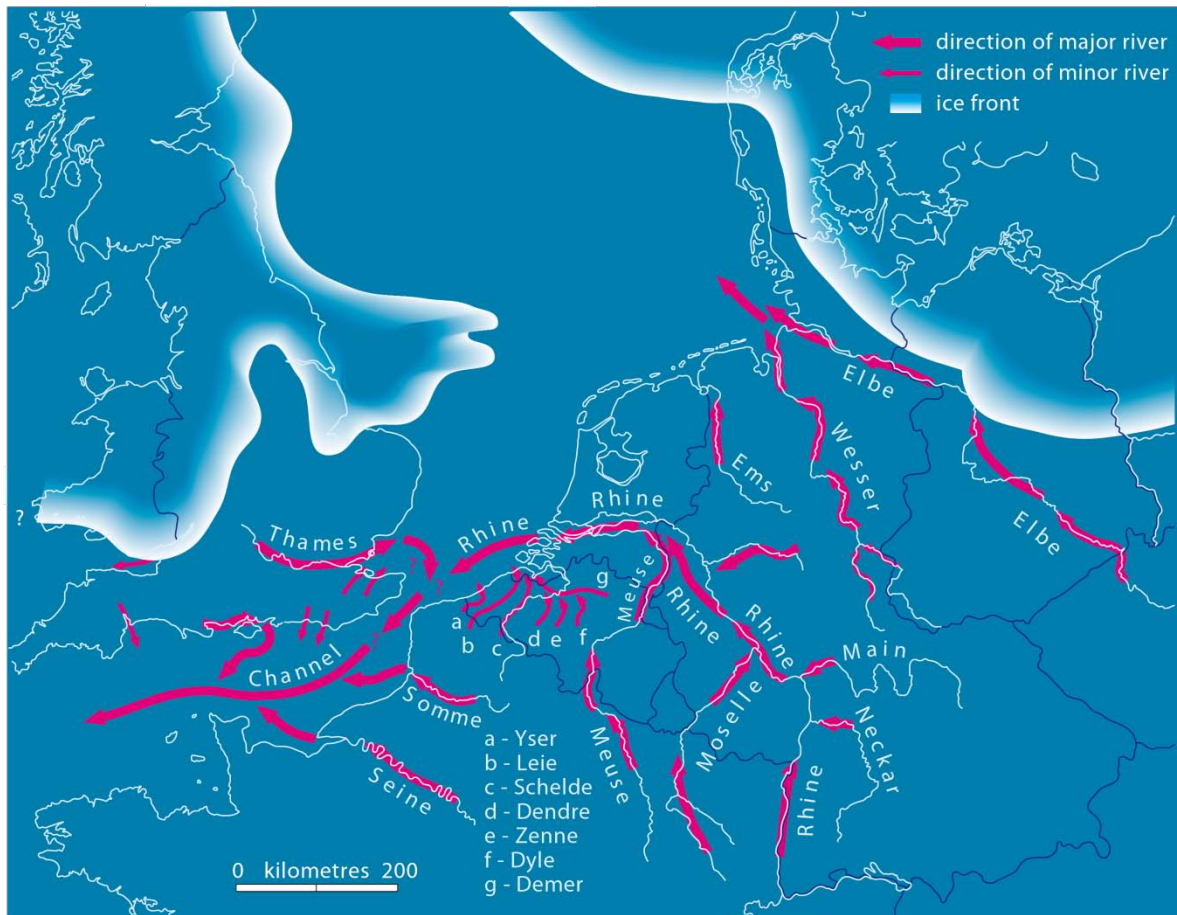 direction of major river
direction of minor river
ice front
Elbe
Wesser
Ems
Elbe
Rhine
Rhine
Thames
?
?
?
?
Meuse
Rhine
Rhine
g
a
b
c
d e f
Channel
Main
Somme
Moselle
Neckar
Meuse
Seine
Rhine
a - Yser
b - Leie
c - Schelde
d - Dendre
e - Zenne
f - Dyle
g - Demer
0 kilometres 200